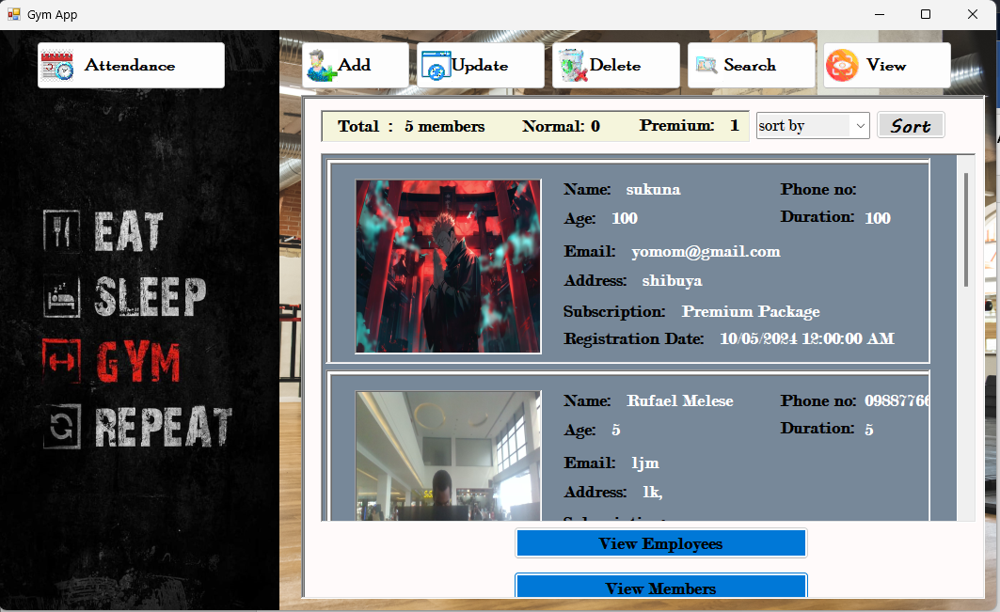 Gym App
Attendance
Add
Update
Delete
Search
View
Total : 5 members Normal: 0 Premium: 1
sort by
Sort
EAT
SLEEP
GYM
REPEAT
Name: sukuna
Phone no:
Age: 100
Duration: 100
Email: yomom@gmail.com
Address: shibuya
Subscription: Premium Package
Registration Date: 10/05/2024 12:00:00 AM
Name: Rufael Melese
Phone no: 09887766
Age: 5
Duration: 5
Email: ljm
Address: lk,
View Employees
View Members